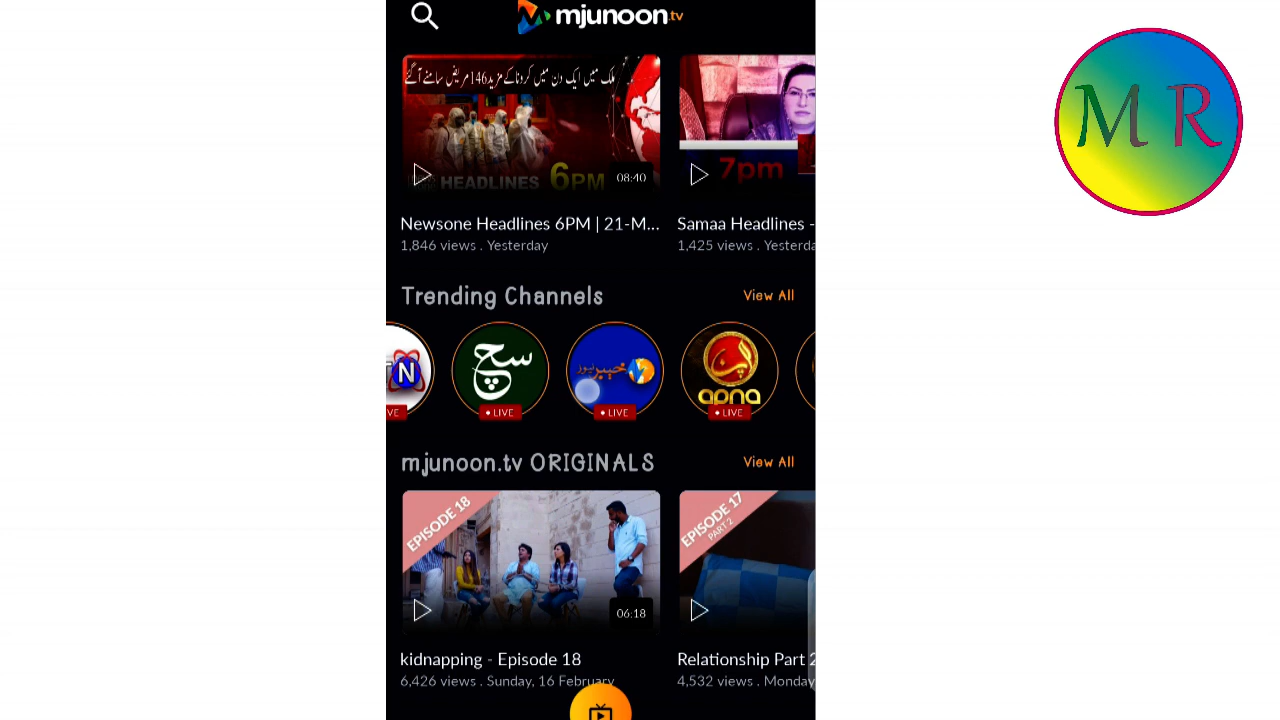 mjunoon.tv
M R
ملک میں ایک دن میں کرونا کے مزید 146 مریض سامنے آگئے
HEADLINES 6PM
08:40
7pm
Newsone Headlines 6PM | 21-M...
1,846 views . Yesterday
Samaa Headlines -
1,425 views . Yesterda
Trending Channels
View All
N
سچ
خیبر نیوز
اپنا
apna
LIVE
LIVE
LIVE
mjunoon.tv ORIGINALS
View All
EPISODE 18
06:18
EPISODE 17
PART 2
kidnapping - Episode 18
6,426 views . Sunday, 16 February
Relationship Part 2
4,532 views . Monday